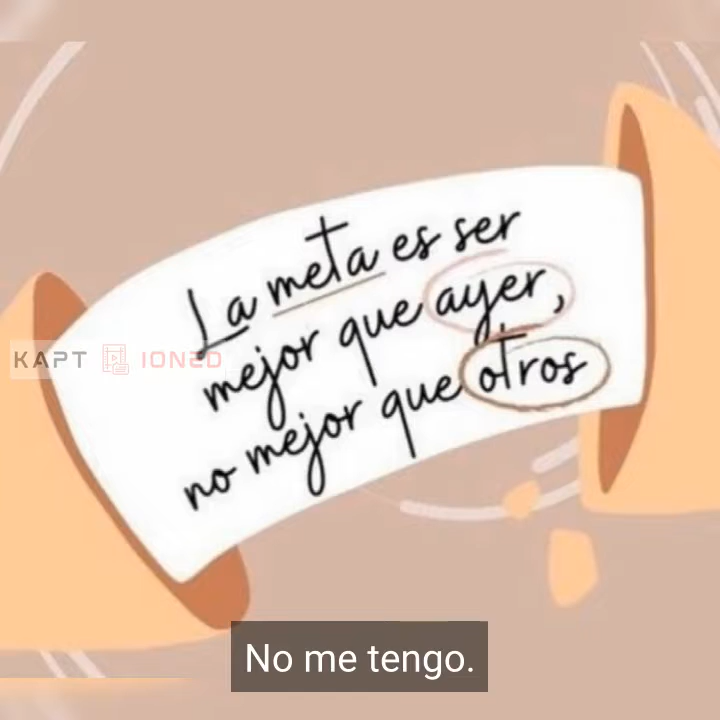 La meta es ser
mejor que ayer,
no mejor que otros
KAPT IONED
No me tengo.